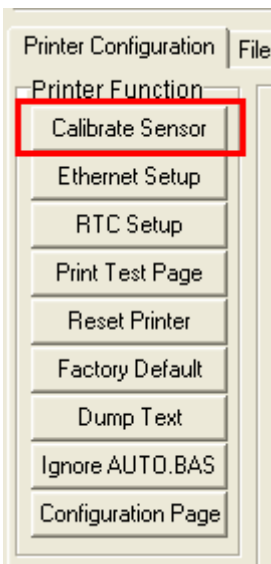 Printer Configuration File
Printer Function
Calibrate Sensor
Ethernet Setup
RTC Setup
Print Test Page
Reset Printer
Factory Default
Dump Text
Ignore AUTO.BAS
Configuration Page